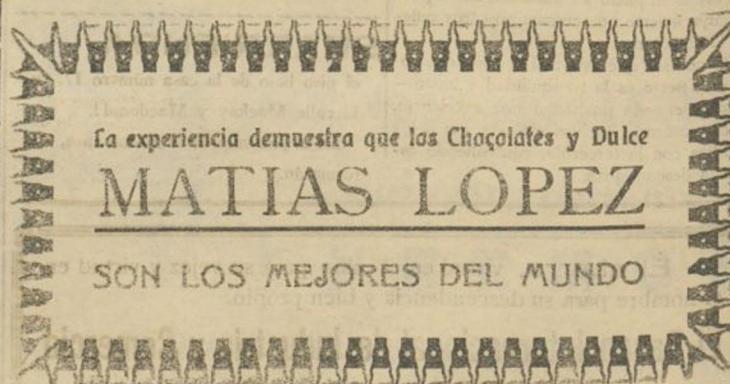 La experiencia demuestra que los Chocolates y Dulce
MATIAS LOPEZ
SON LOS MEJORES DEL MUNDO